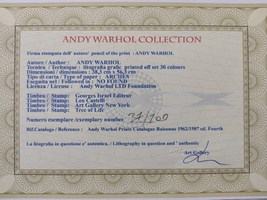 ANDY WARHOL COLLECTION
Firma stampata dell' autore/ pencil of the print : ANDY WARHOL
Autore / Author : ANDY WARHOL
Tecnica / Technique : litografia grafic printed off set 36 colours
Dimensioni / dimensions : 38,3 cm x 56,3 cm
Tipo di carta / Type of paper : ARCHES
Eseguita nel / Followed in : NO FOUND
Licenza / License : Andy Warhol LTD Foundation
Timbro / Stamp: Georges Israel Editeur
Timbro / Stamp: Leo Castelli
Timbro / Stamp: Art Gallery New York
Timbro / Stamp: Tree of Life
Numero esemplare /exemplary number 37/100
Rif.Catalogo / Reference : Andy Warhol Prints Catalogue Raisonne 1962/1987 ed. Fourth
La litografia in questione e' autentica. / Lithography in question and ' authentic
Art Gallery